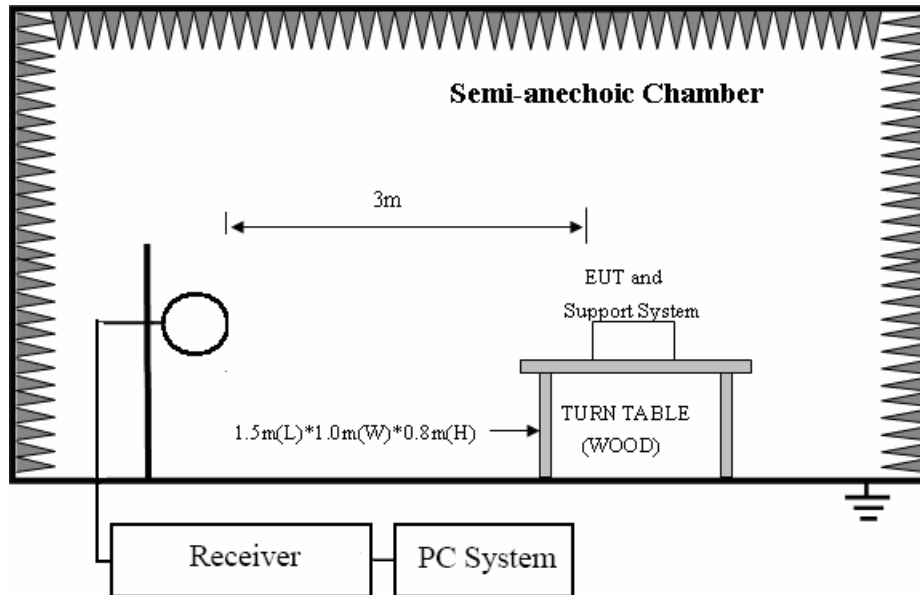 Semi-anechoic Chamber
3m
EUT and
Support System
1.5m(L)*1.0m(W)*0.8m(H)
TURN TABLE
(WOOD)
Receiver
PC System